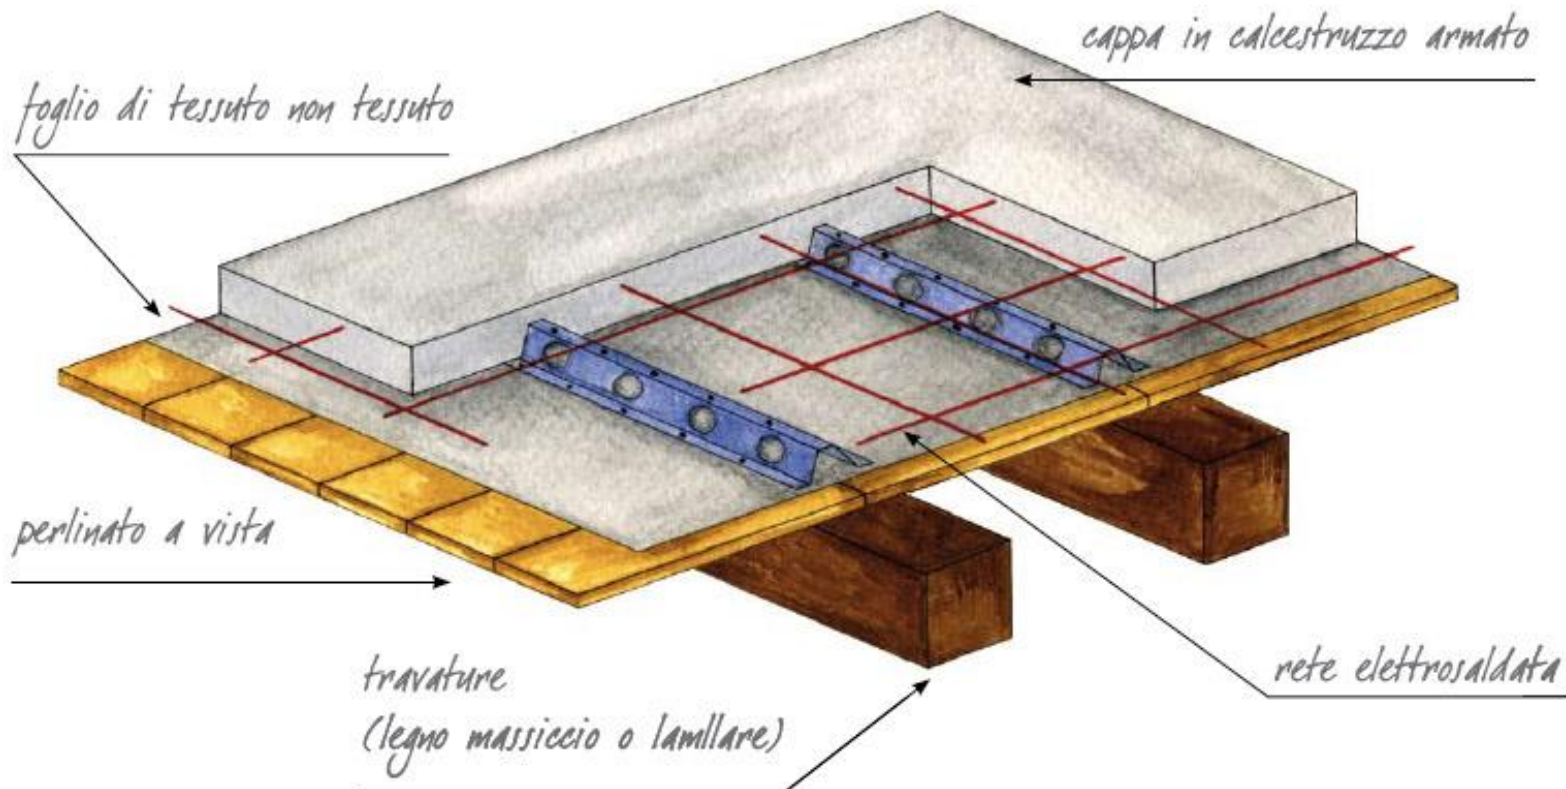 cappa in calcestruzzo armato
foglio di tessuto non tessuto
perlinato a vista
travature
(legno massiccio o lamllare)
rete elettrosaldata